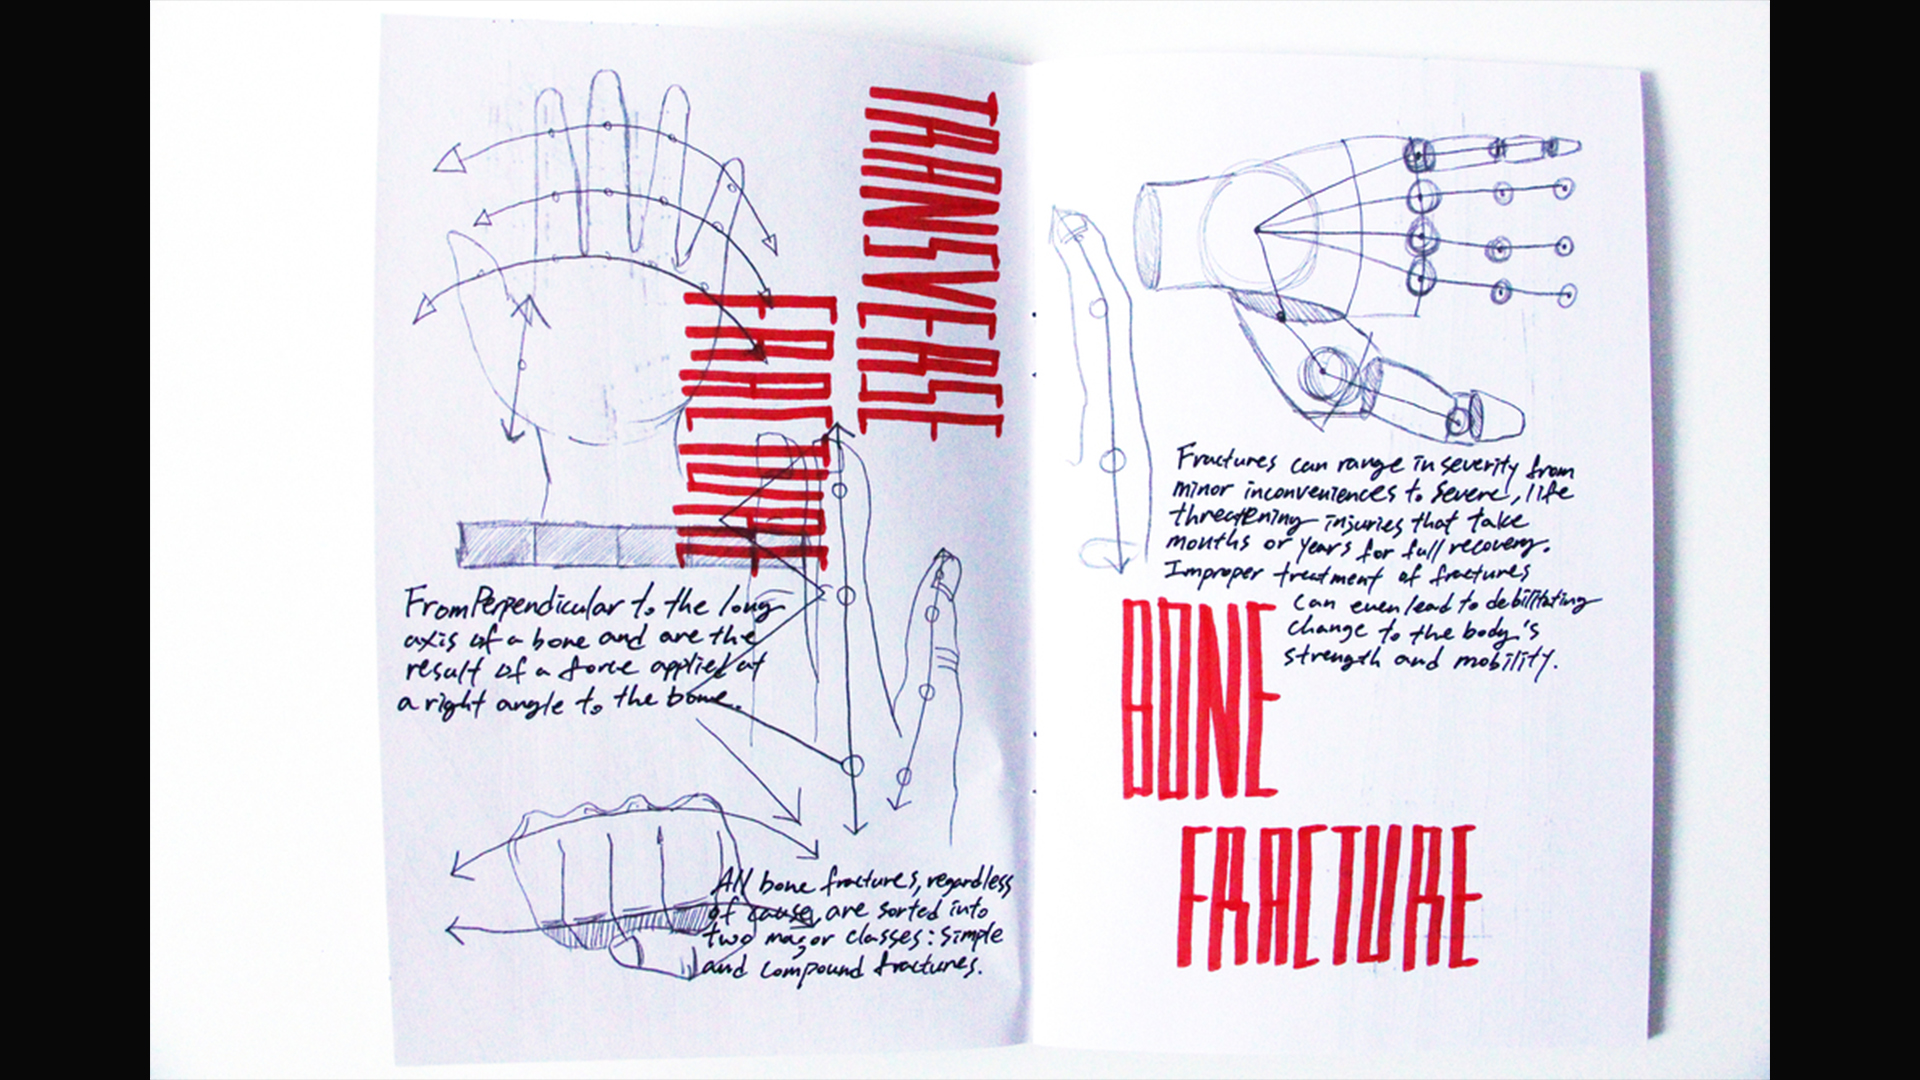 TRANSVERSE
FRACTURE
From Perpendicular to the long
axis of a bone and are the
result of a force applied at
a right angle to the bone.
All bone fractures, regardless
of cause, are sorted into
two major classes: simple
and compound fractures.
Fractures can range in severity from
minor inconveniences to severe, life
threatening injuries that take
months or years for full recovery.
Improper treatment of fractures
can even lead to debilitating
change to the body's
strength and mobility.
BONE
FRACTURE